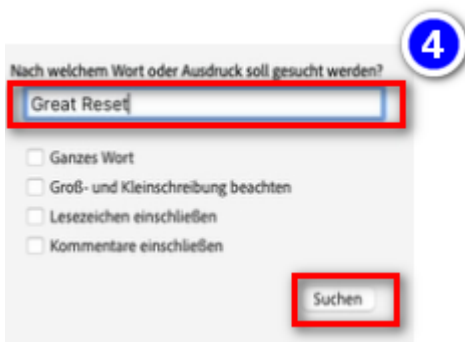 4
Nach welchem Wort oder Ausdruck soll gesucht werden?
Great Reset
Ganzes Wort
Groß- und Kleinschreibung beachten
Lesezeichen einschließen
Kommentare einschließen
Suchen